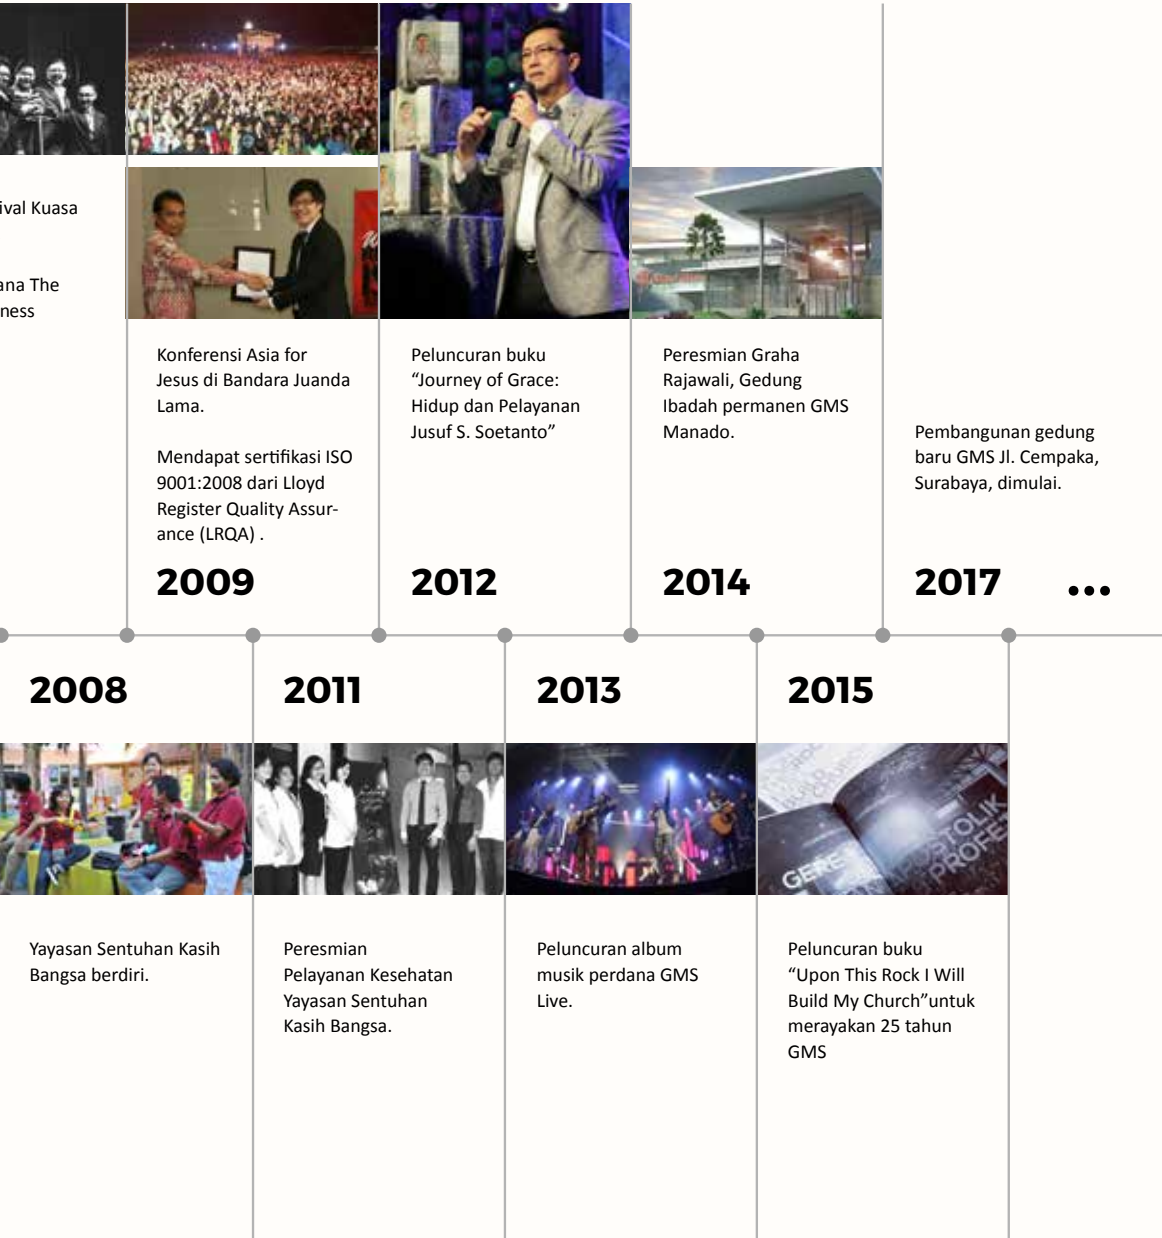 ival Kuasa
ana The
ness
Konferensi Asia for
Jesus di Bandara Juanda
Lama.
Mendapat sertifikasi ISO
9001:2008 dari Lloyd
Register Quality Assur-
ance (LRQA) .
2009
Peluncuran buku
“Journey of Grace:
Hidup dan Pelayanan
Jusuf S. Soetanto”
2012
Peresmian Graha
Rajawali, Gedung
Ibadah permanen GMS
Manado.
2014
Pembangunan gedung
baru GMS Jl. Cempaka,
Surabaya, dimulai.
2017 ...
2008
Yayasan Sentuhan Kasih
Bangsa berdiri.
2011
Peresmian
Pelayanan Kesehatan
Yayasan Sentuhan
Kasih Bangsa.
2013
Peluncuran album
musik perdana GMS
Live.
2015
GERE
APOSTOLIK
PROFE
Peluncuran buku
“Upon This Rock I Will
Build My Church”untuk
merayakan 25 tahun
GMS